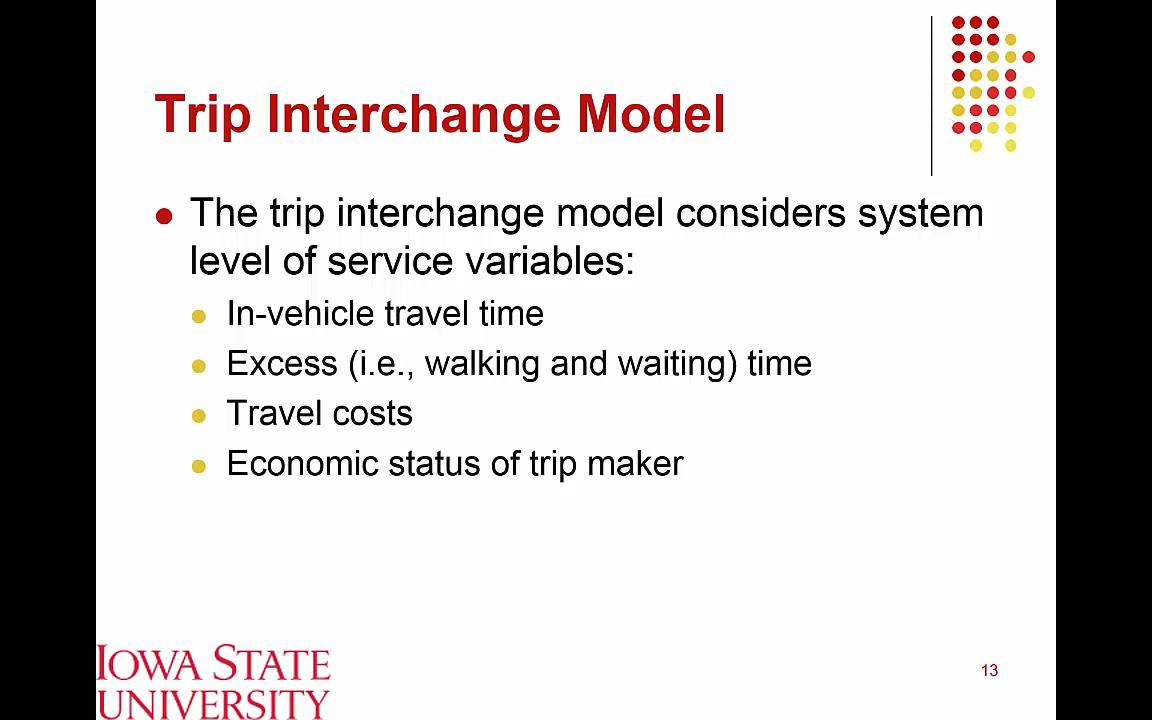 Trip Interchange Model
The trip interchange model considers system
level of service variables:
In-vehicle travel time
Excess (i.e., walking and waiting) time
Travel costs
Economic status of trip maker
IOWA STATE
UNIVERSITY
13